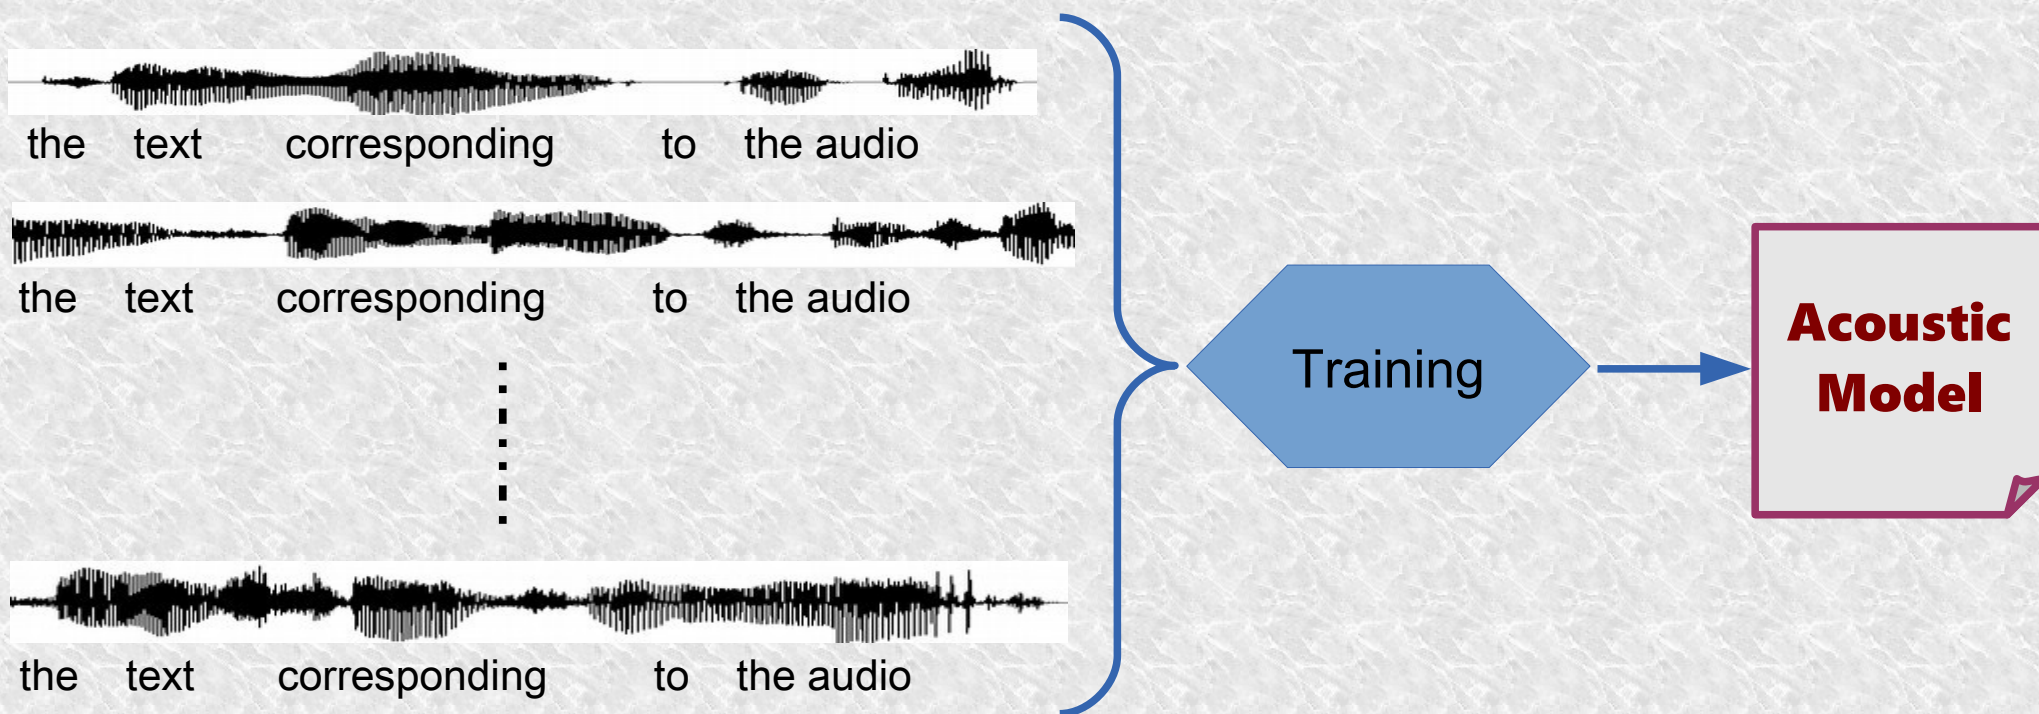 the text corresponding to the audio
the text corresponding to the audio
the text corresponding to the audio
Training
Acoustic
Model